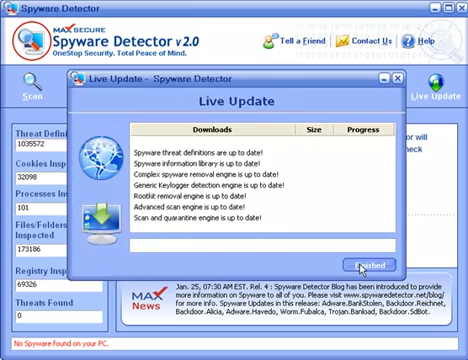 Spyware Detector
MAX SECURE
Spyware Detector v 2.0
OneStop Security. Total Peace of Mind.
Tell a Friend
Contact Us
Help
Scan
Live Update
Live Update - Spyware Detector
Live Update
Downloads Size Progress
Spyware threat definitions are up to date!
Spyware information library is up to date!
Complex spyware removal engine is up to date!
Generic Keylogger detection engine is up to date!
Rootkit removal engine is up to date!
Advanced scan engine is up to date!
Scan and quarantine engine is up to date!
Finished
Threat Defini
1035572
Cookies Insp
32098
Processes Ins
101
Files/Folders
Inspected
173186
Registry Insp
69326
Threats Found
0
or will
heck
MAX
News
Jan. 25, 07:30 AM EST. Rel. 4 : Spyware Detector Blog has been introduced to provide
more information on Spyware to all of you. Please visit www.spywaredetector.net/blog/
for more info. Spyware Updates in this release: Adware.BankStolen, Backdoor.Reichnet,
Backdoor.Alicia, Adware.Havedo, Worm.Fubalca, Trojan.Banload, Backdoor.SdBot.
No Spyware found on your PC.